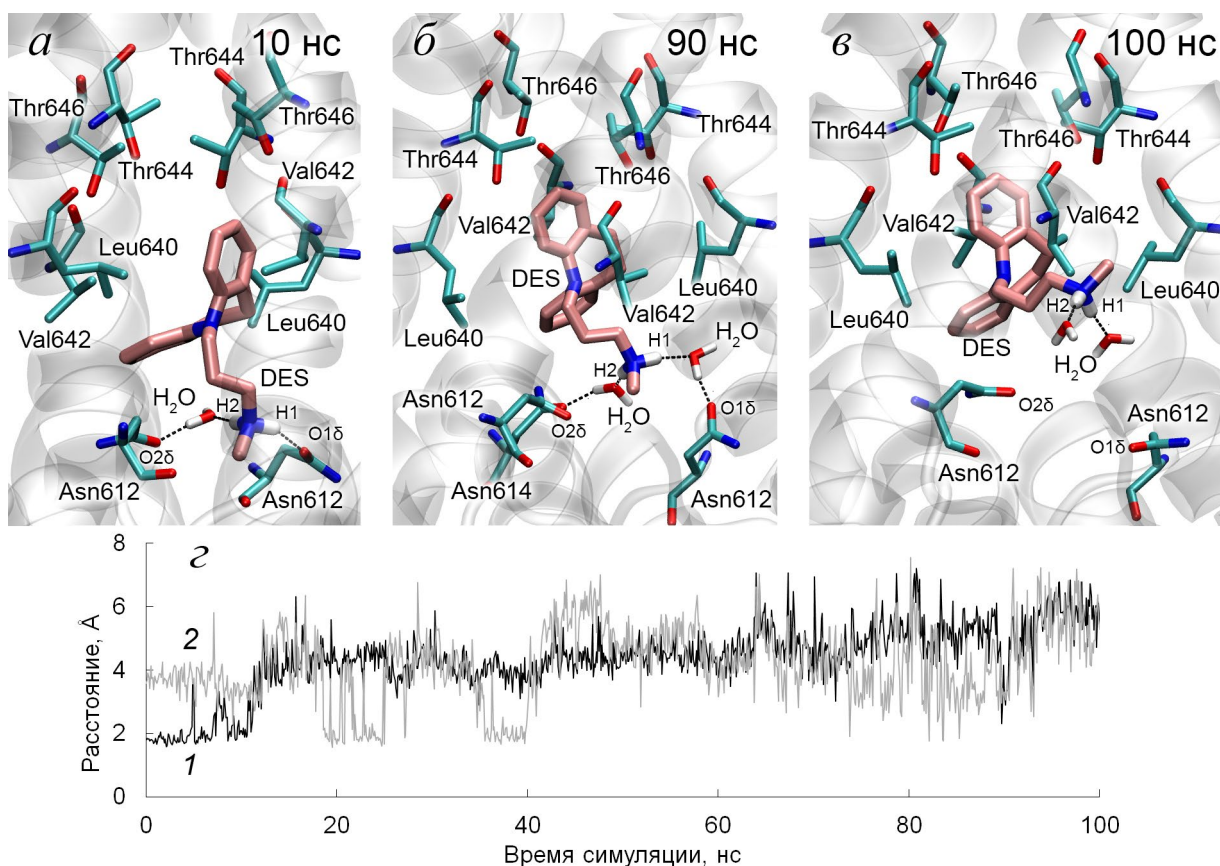 а
10 нс
Thr644
Thr646
Thr646
Thr644
Val642
Leu640
Leu640
Val642
DES
H2O
H2
H1
O2δ
O1δ
Asn612
Asn612
б
90 нс
Thr646
Thr644
Thr644
Thr646
Val642
Leu640
DES
Val642
Leu640
H1
H2O
H2
Asn612
O1δ
O2δ
H2O
Asn614
Asn612
в
100 нс
Thr646
Thr644
Thr646
Thr644
Val642
Val642
Leu640
Leu640
H2
H1
DES
H2O
O2δ
Asn612
O1δ
Asn612
г
Расстояние, Å
8
6
4
2
0
2
1
0
20
40
60
80
100
Время симуляции, нс